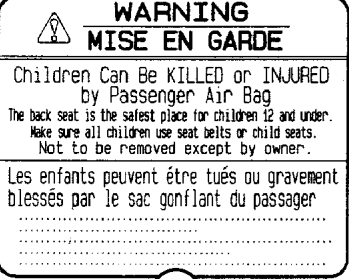 WARNING
MISE EN GARDE
Children Can Be KILLED or INJURED
by Passenger Air Bag
The back seat is the safest place for children 12 and under.
Make sure all children use seat belts or child seats.
Not to be removed except by owner.
Les enfants peuvent être tués ou gravement
blessés par le sac gonflant du passager